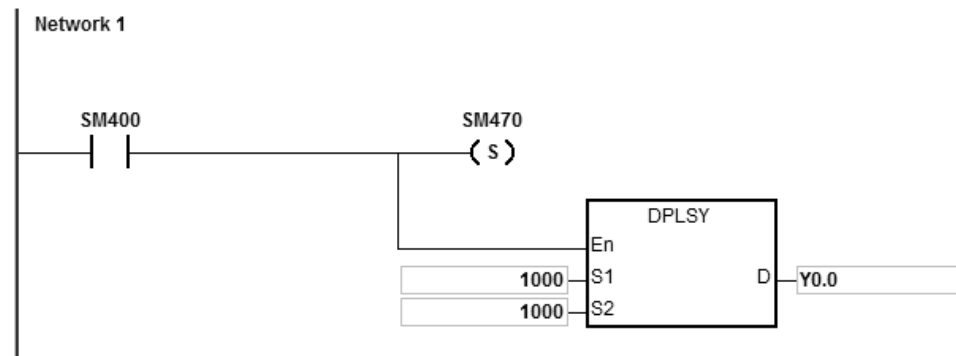 Network 1
SM400
SM470
( S )
DPLSY
En
1000 S1 D Y0.0
1000 S2